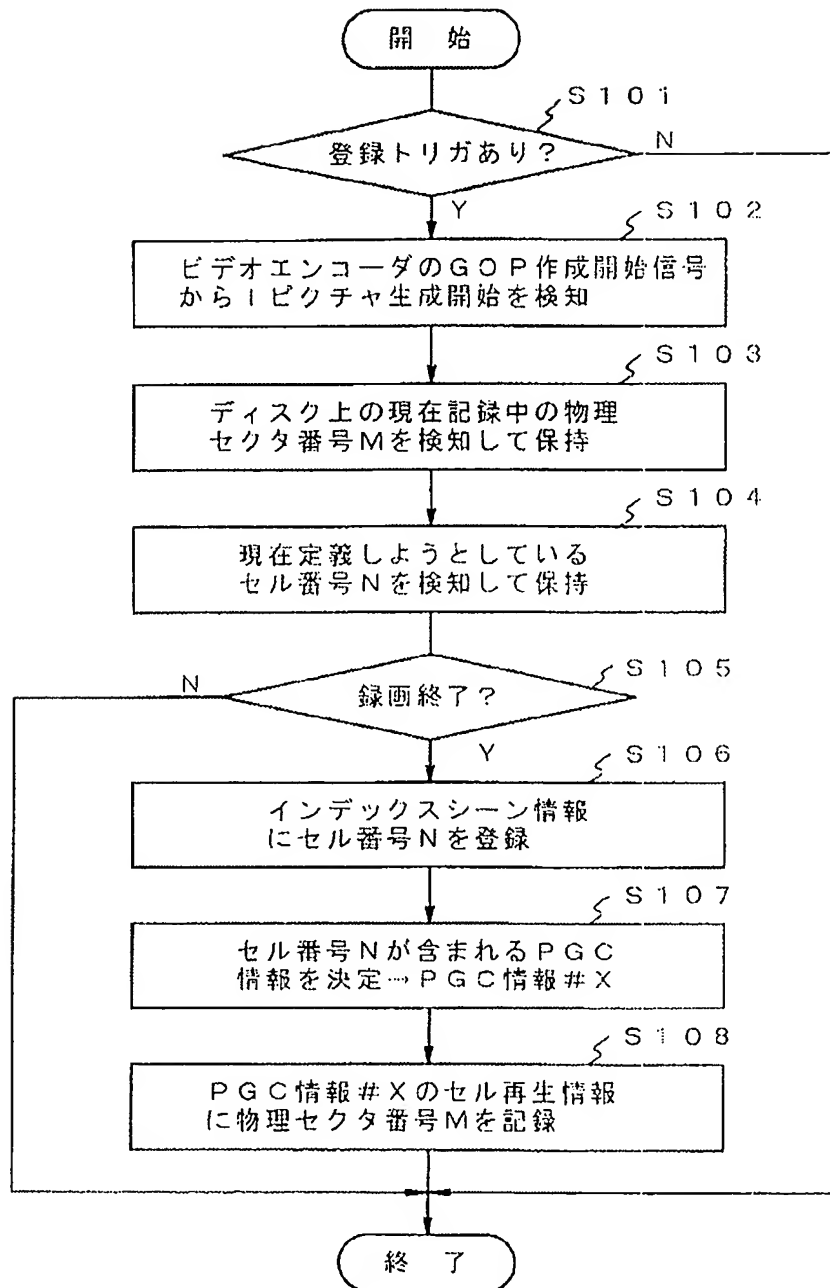 開 始
S101
登録トリガあり?
N
Y
S102
ビデオエンコーダのGOP作成開始信号
からIピクチャ生成開始を検知
S103
ディスク上の現在記録中の物理
セクタ番号Mを検知して保持
S104
現在定義しようとしている
セル番号Nを検知して保持
S105
N
録画終了?
Y
S106
インデックスシーン情報
にセル番号Nを登録
S107
セル番号Nが含まれるPGC
情報を決定→PGC情報#X
S108
PGC情報#Xのセル再生情報
に物理セクタ番号Mを記録
終 了